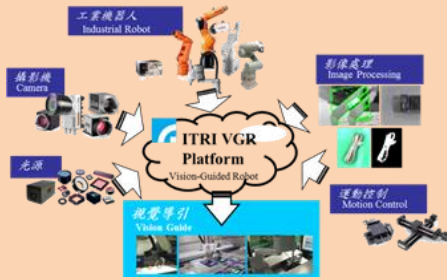 工業機器人
Industrial Robot
攝影機
Camera
影像處理
Image Processing
ITRI VGR
Platform
Vision-Guided Robot
光源
視覺導引
Vision Guide
運動控制
Motion Control